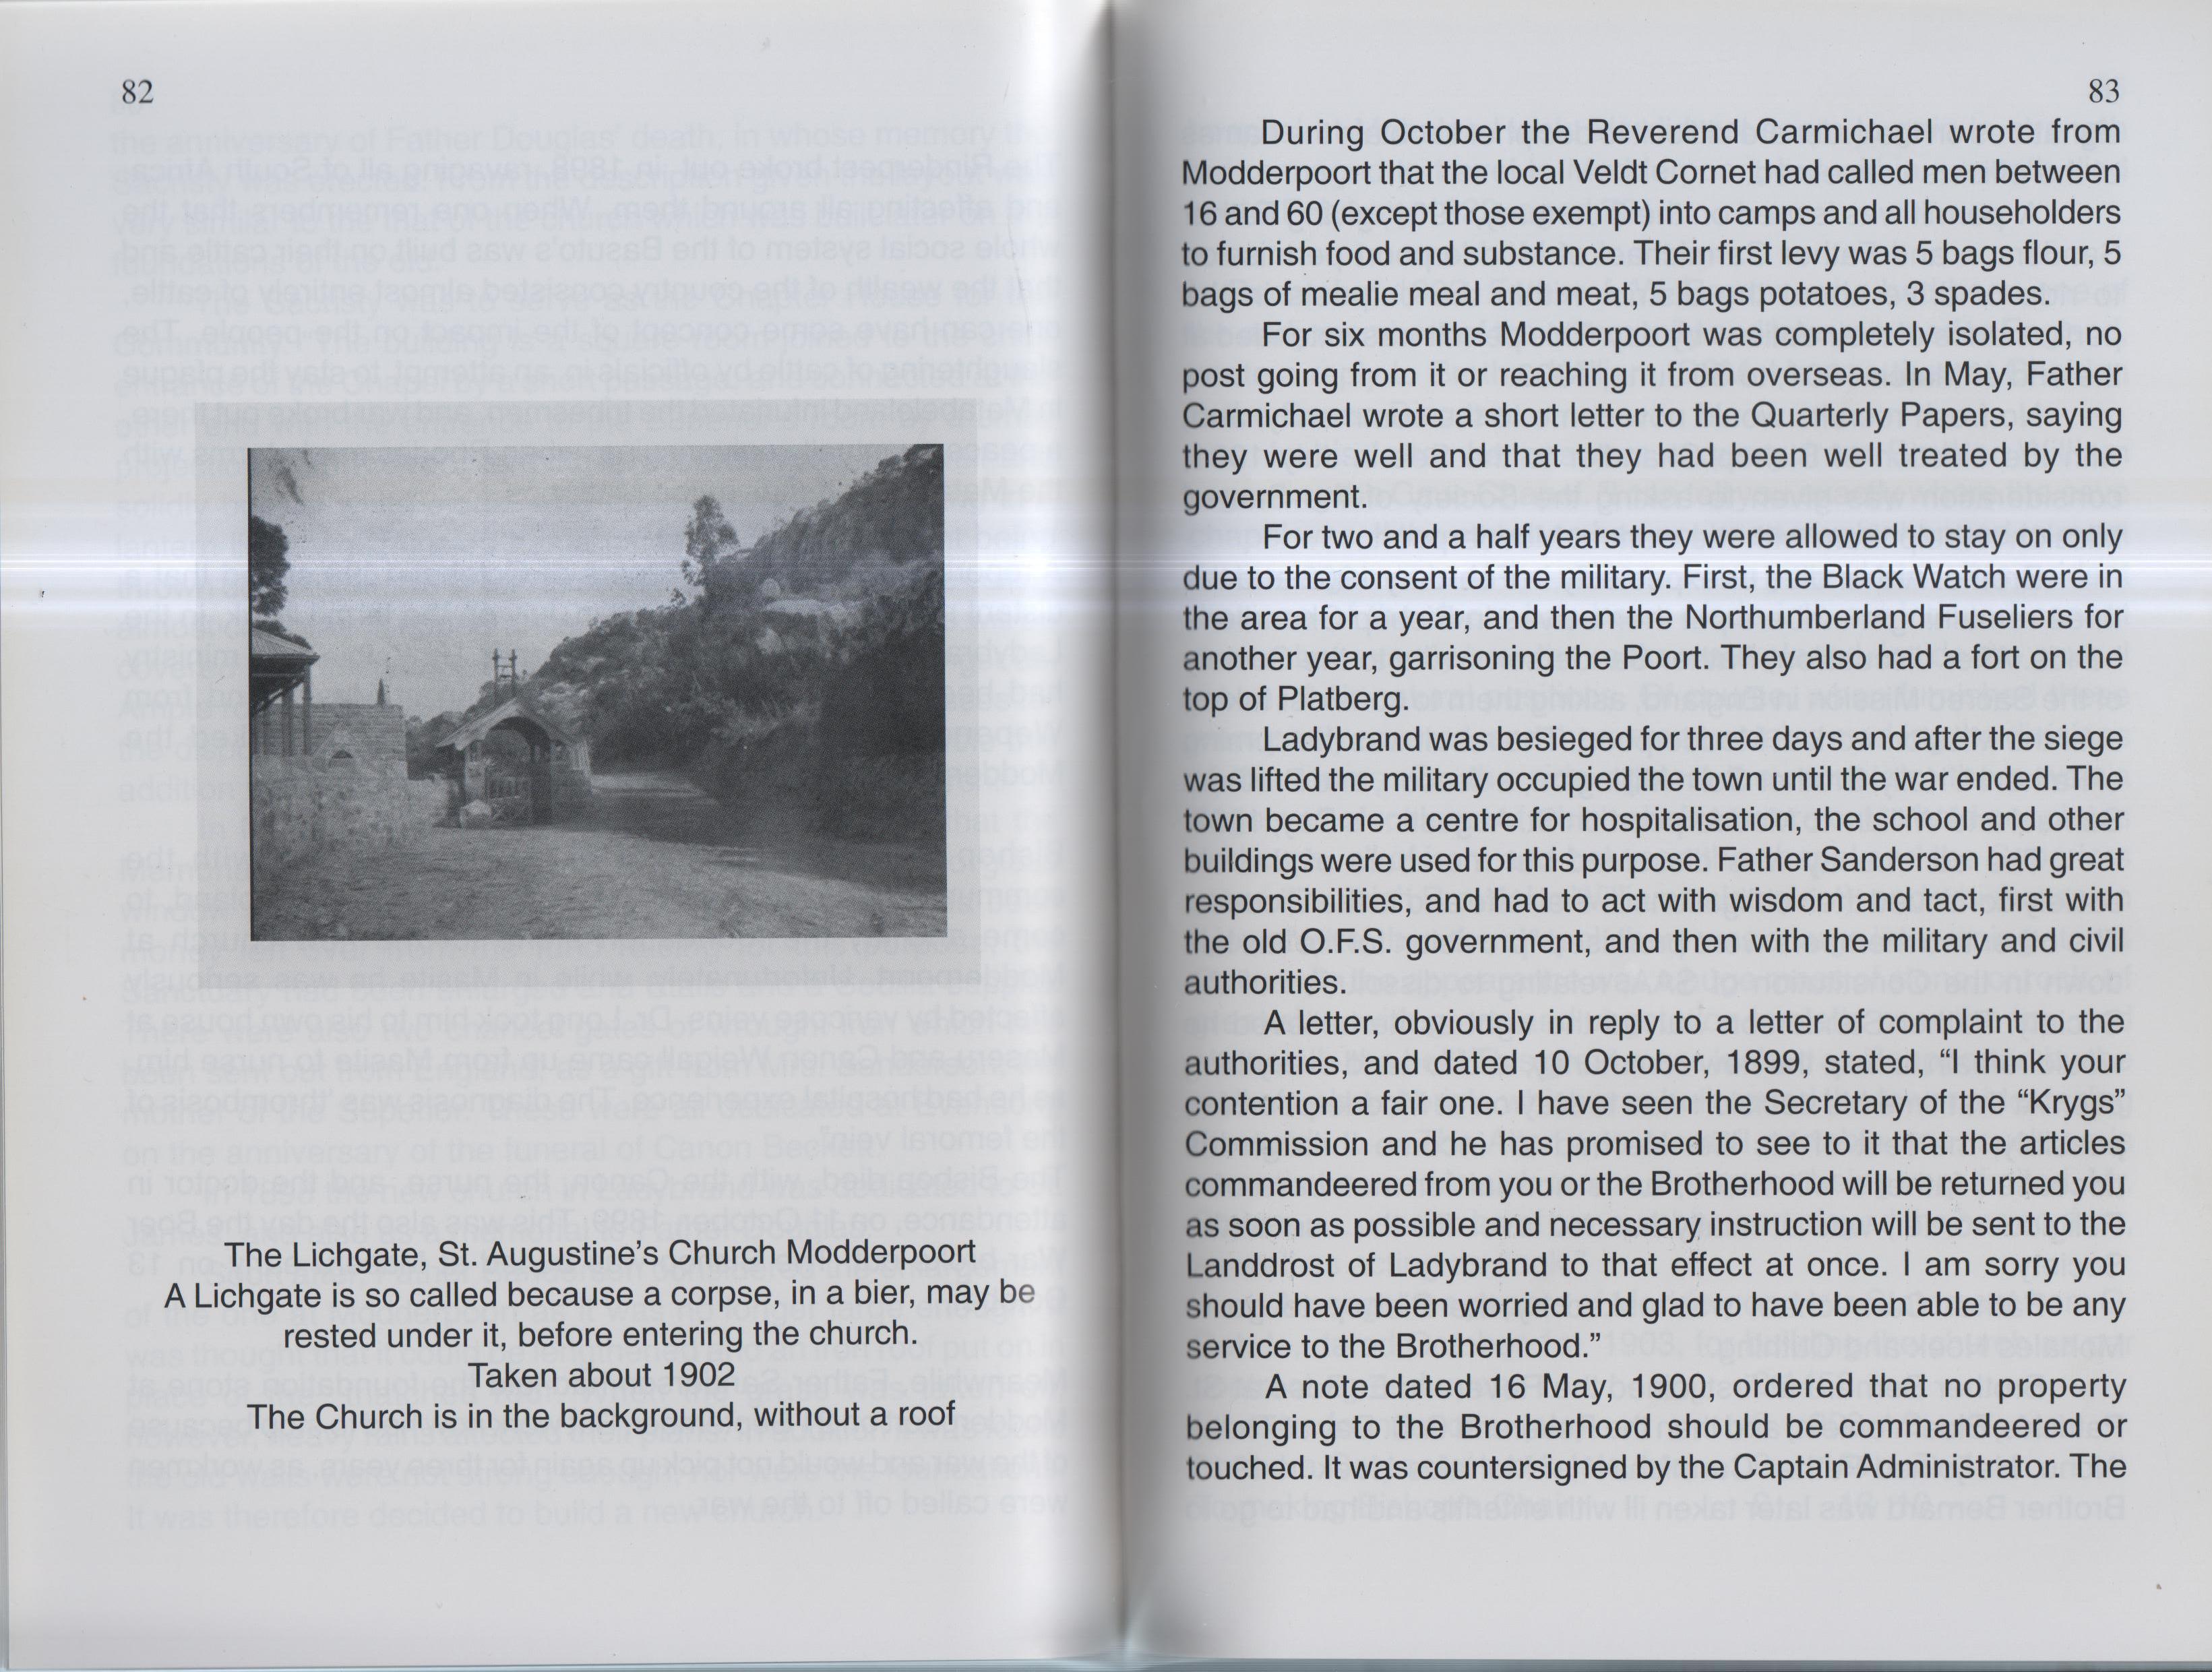 82
The Lichgate, St. Augustine's Church Modderpoort
A Lichgate is so called because a corpse, in a bier, may be
rested under it, before entering the church.
Taken about 1902
The Church is in the background, without a roof
83
During October the Reverend Carmichael wrote from
Modderpoort that the local Veldt Cornet had called men between
16 and 60 (except those exempt) into camps and all householders
to furnish food and substance. Their first levy was 5 bags flour, 5
bags of mealie meal and meat, 5 bags potatoes, 3 spades.
For six months Modderpoort was completely isolated, no
post going from it or reaching it from overseas. In May, Father
Carmichael wrote a short letter to the Quarterly Papers, saying
they were well and that they had been well treated by the
government.
For two and a half years they were allowed to stay on only
due to the consent of the military. First, the Black Watch were in
the area for a year, and then the Northumberland Fuseliers for
another year, garrisoning the Poort. They also had a fort on the
top of Platberg.
Ladybrand was besieged for three days and after the siege
was lifted the military occupied the town until the war ended. The
town became a centre for hospitalisation, the school and other
buildings were used for this purpose. Father Sanderson had great
responsibilities, and had to act with wisdom and tact, first with
the old O.F.S. government, and then with the military and civil
authorities.
A letter, obviously in reply to a letter of complaint to the
authorities, and dated 10 October, 1899, stated, “I think your
contention a fair one. I have seen the Secretary of the “Krygs”
Commission and he has promised to see to it that the articles
commandeered from you or the Brotherhood will be returned you
as soon as possible and necessary instruction will be sent to the
Landdrost of Ladybrand to that effect at once. I am sorry you
should have been worried and glad to have been able to be any
service to the Brotherhood.”
A note dated 16 May, 1900, ordered that no property
belonging to the Brotherhood should be commandeered or
touched. It was countersigned by the Captain Administrator. The